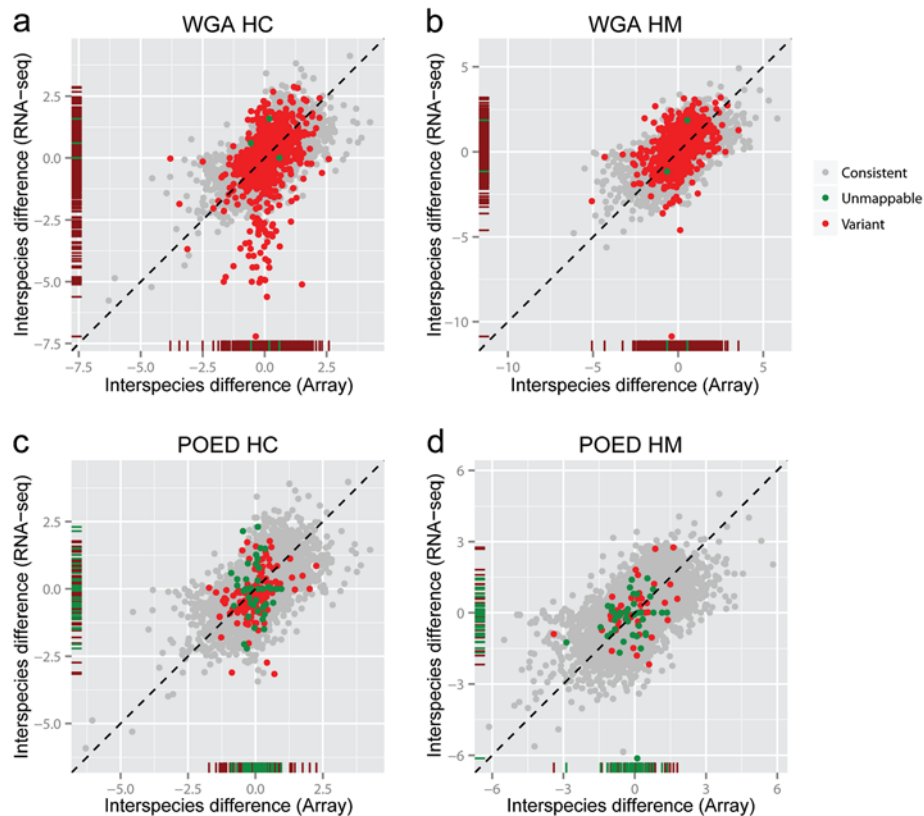 a
WGA HC
Interspecies difference (RNA−seq)
2.5
0.0
−2.5
−5.0
−7.5
−7.5
−5.0
−2.5
0.0
2.5
Interspecies difference (Array)
b
WGA HM
Interspecies difference (RNA−seq)
5
0
−5
−10
−10
−5
0
5
Interspecies difference (Array)
Consistent
Unmappable
Variant
c
POED HC
Interspecies difference (RNA−seq)
2.5
0.0
−2.5
−5.0
−5.0
−2.5
0.0
2.5
Interspecies difference (Array)
d
POED HM
Interspecies difference (RNA−seq)
6
3
0
−3
−6
−6
−3
0
3
6
Interspecies difference (Array)